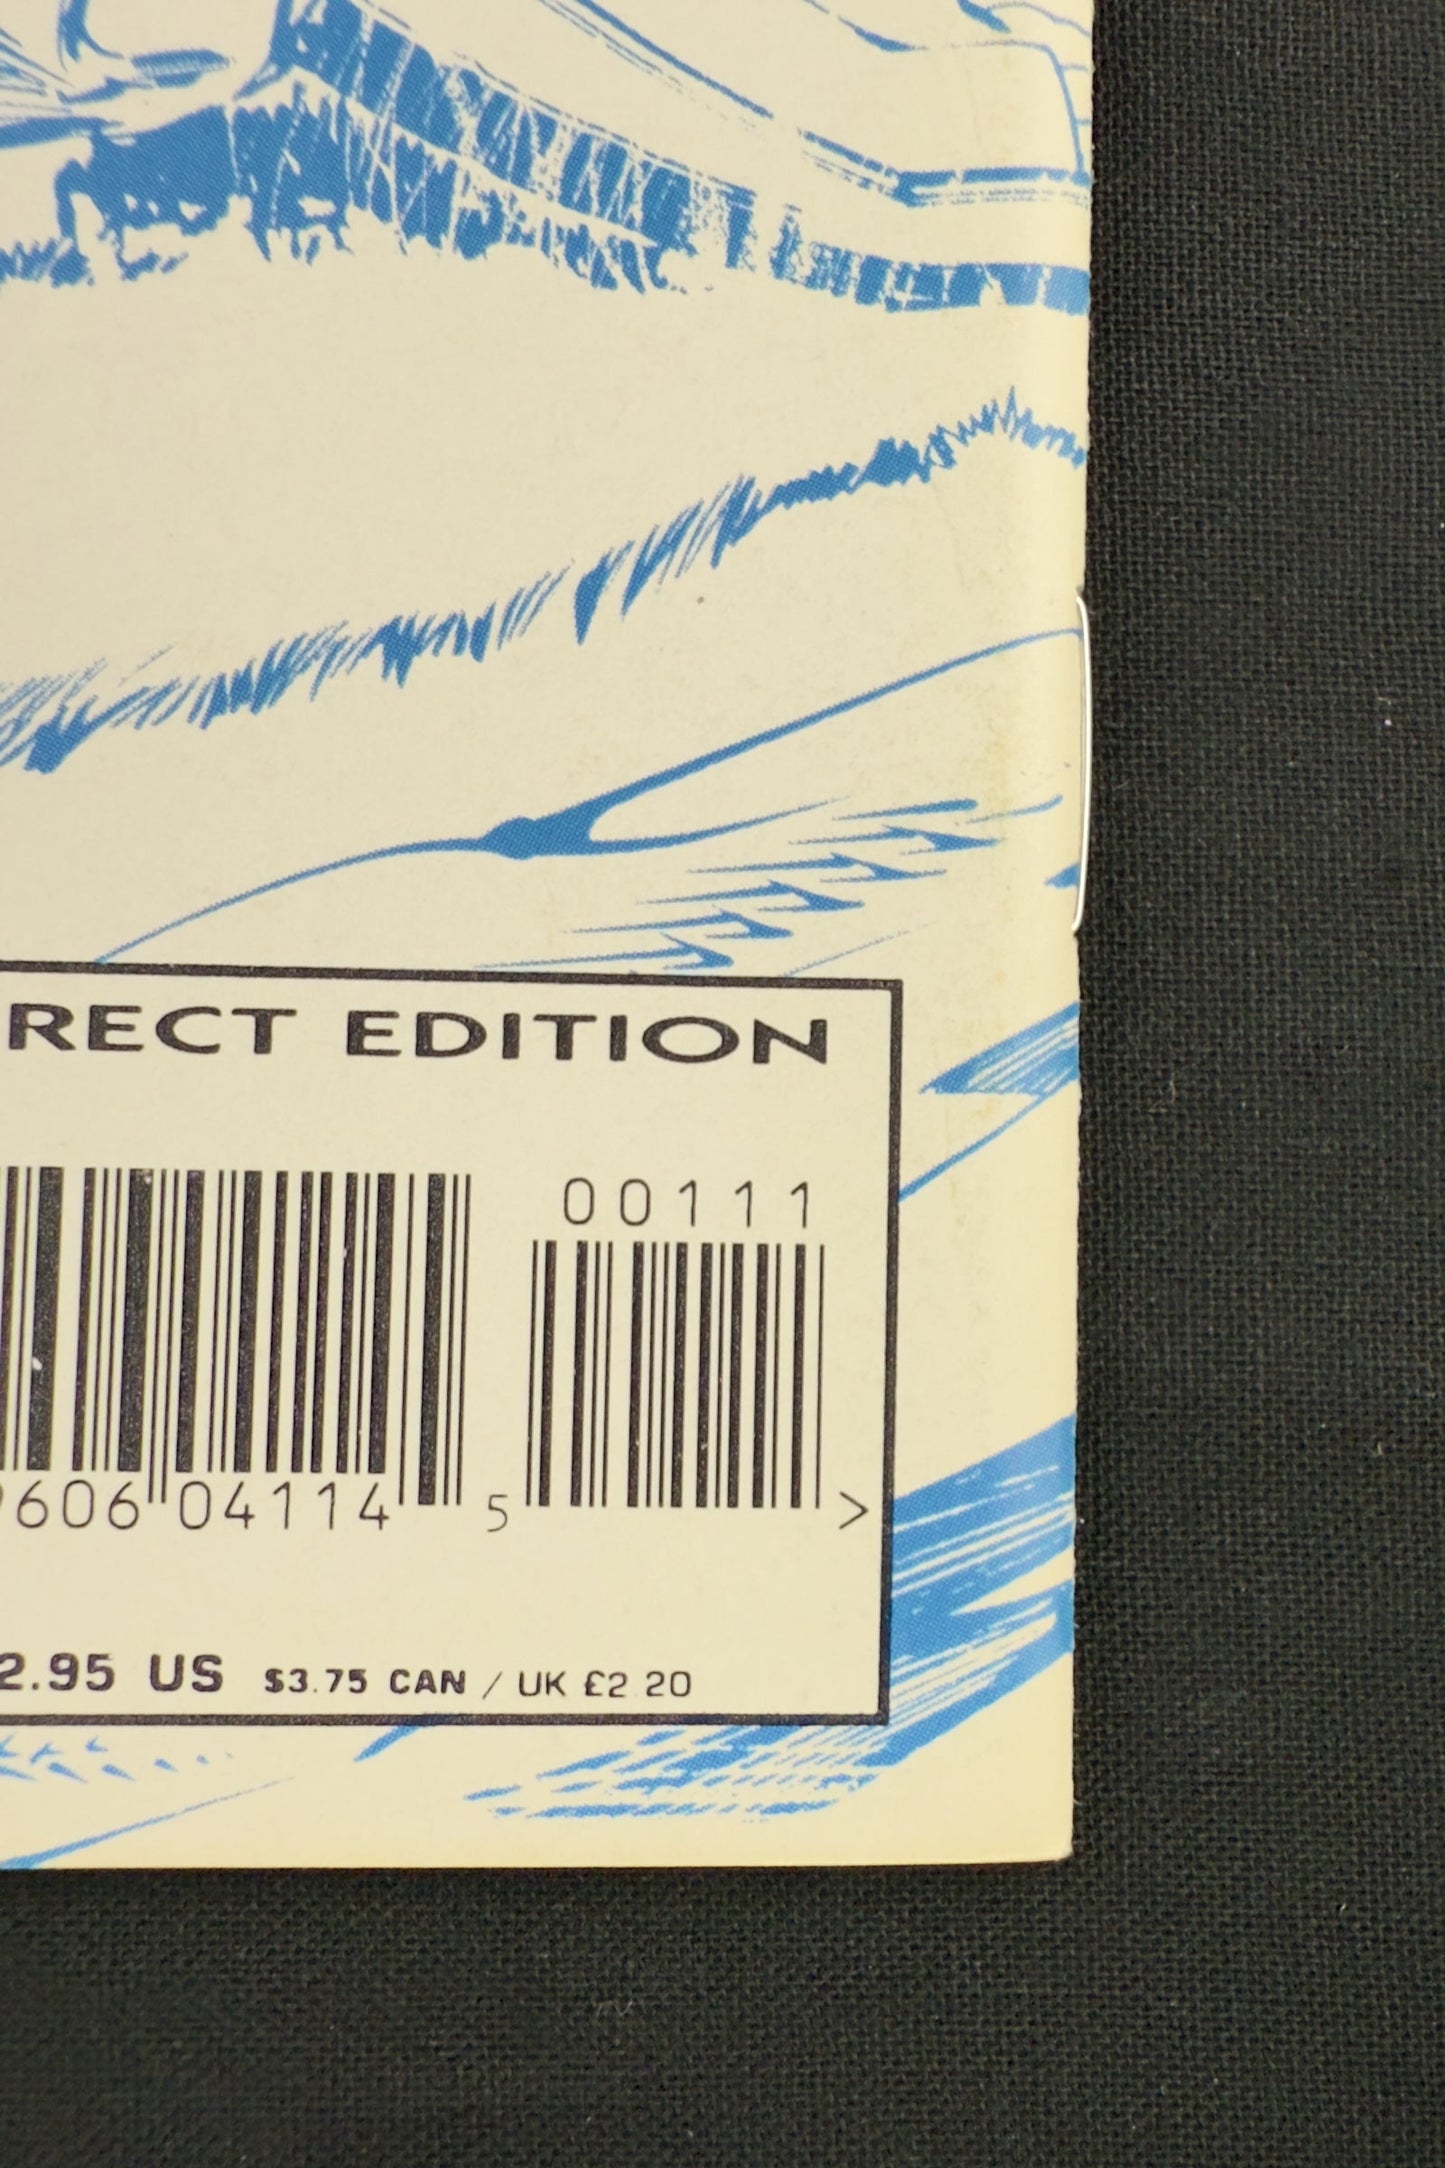 RECT EDITION
00111
9606 04114 5 >
2.95 US $3.75 CAN / UK £2.20